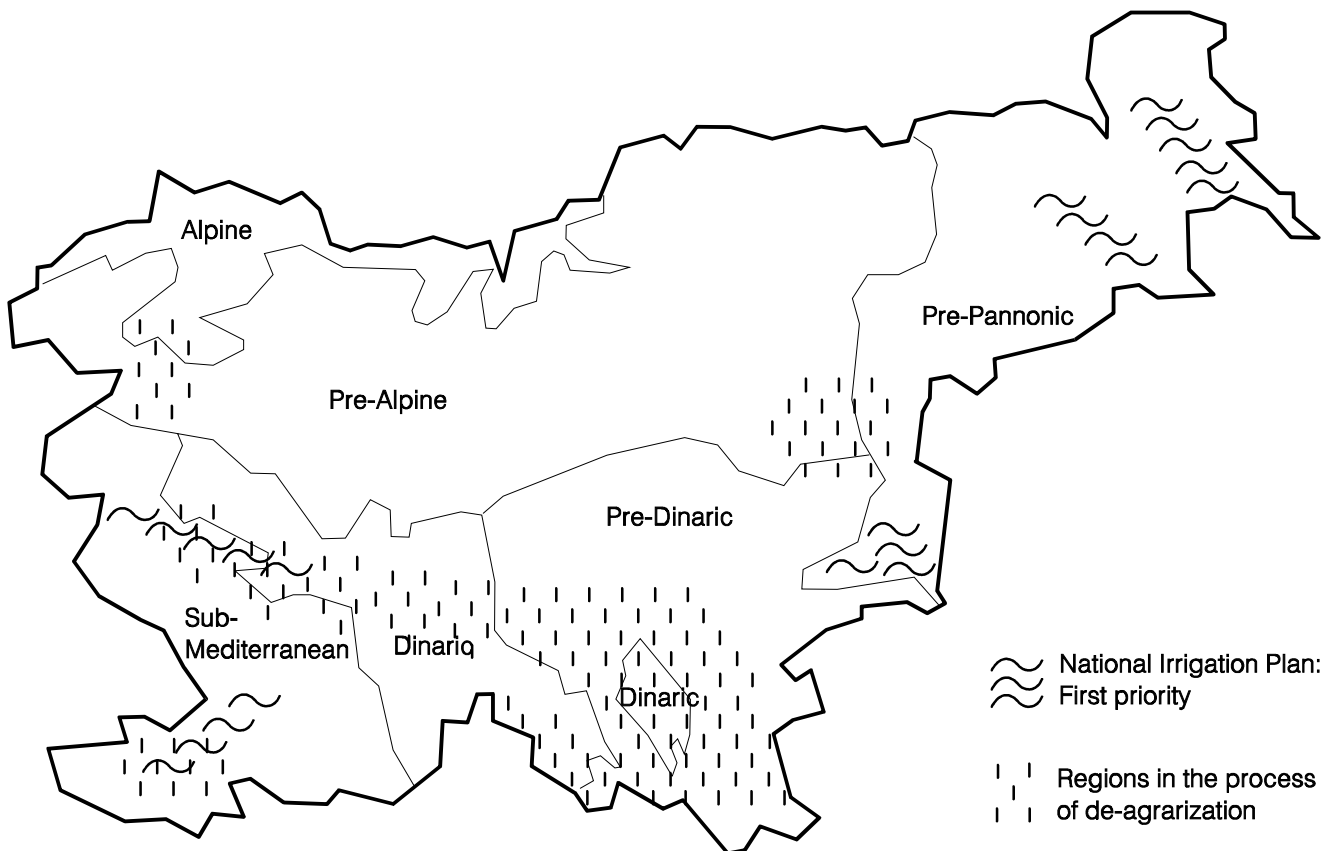 Alpine
Pre-Pannonic
Pre-Alpine
Pre-Dinaric
Sub-
Mediterranean
Dinaric
Dinaric
National Irrigation Plan:
First priority
Regions in the process
of de-agrarization